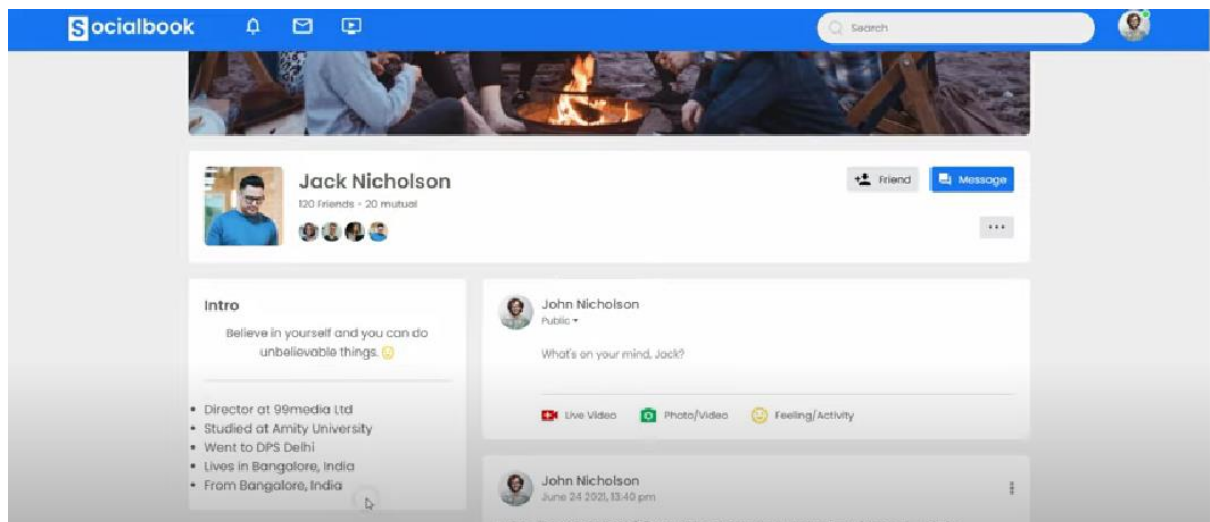 Socialbook
Search
Jack Nicholson
120 Friends - 20 mutual
Friend
Message
Intro
Believe in yourself and you can do
unbelievable things.
Director at 99media Ltd
Studied at Amity University
Went to DPS Delhi
Lives in Bangalore, India
From Bangalore, India
John Nicholson
Public
What's on your mind, Jack?
Live Video
Photo/Video
Feeling/Activity
John Nicholson
June 24 2021, 13:40 pm